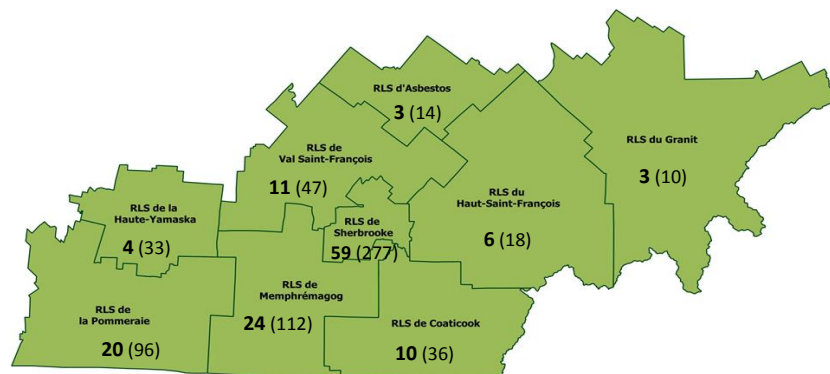 RLS d'Asbestos
3 (14)
RLS du Granit
3 (10)
RLS de
Val Saint-François
11 (47)
RLS du
Haut-Saint-François
6 (18)
RLS de la
Haute-Yamaska
4 (33)
RLS de
Sherbrooke
59 (277)
RLS de
Memphrémagog
24 (112)
RLS de
la Pommeraie
20 (96)
RLS de Coaticook
10 (36)